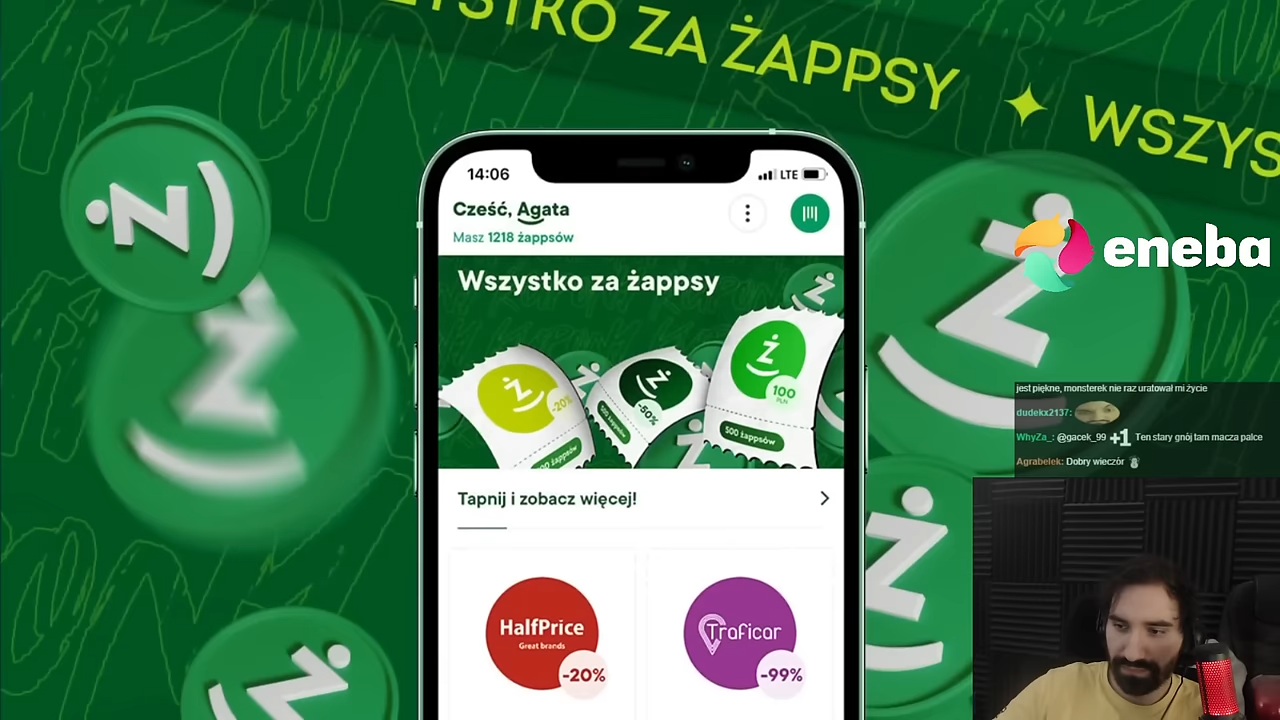 WSZYSTKO ZA ŻAPPSY
WSZYS
14:06
LTE
Cześć, Agata
Masz 1218 żappsów
Wszystko za żappsy
-20%
-50%
100
PLN
500 żappsów
Tapnij i zobacz więcej!
HalfPrice
Great brands
-20%
Traficar
-99%
eneba
jest piękne, monsterek nie raz uratował mi życie
dudekx2137:
WhyZa_: @gacek_99 +1 Ten stary gnój tam macza palce
Agrabelek: Dobry wieczór